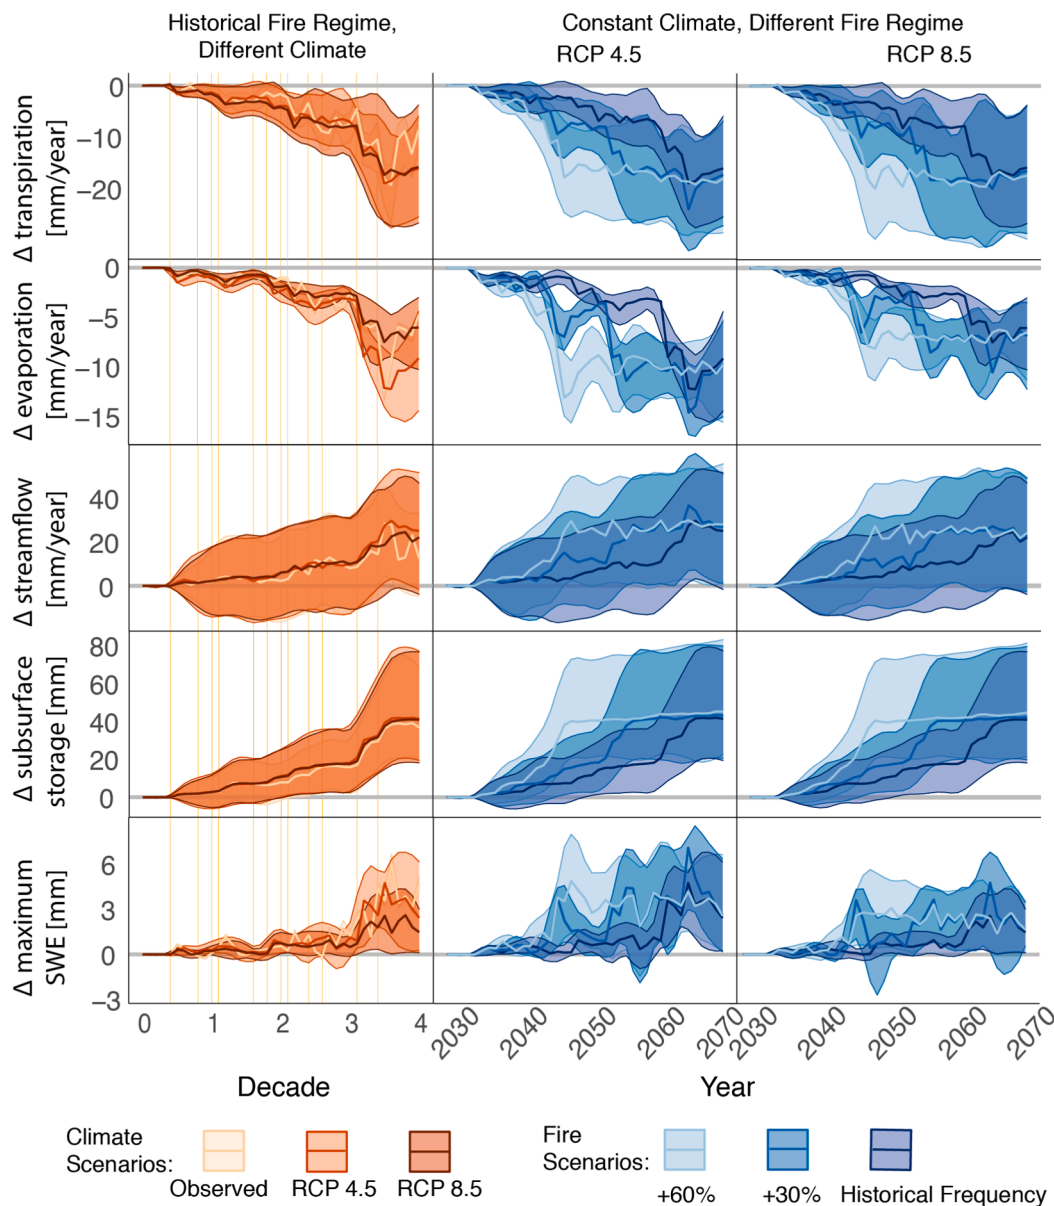 Historical Fire Regime,
Different Climate
Constant Climate, Different Fire Regime
RCP 4.5
RCP 8.5
Δ transpiration
[mm/year]
0
−10
−20
Δ evaporation
[mm/year]
0
−5
−10
−15
Δ streamflow
[mm/year]
40
20
0
Δ subsurface
storage [mm]
80
60
40
20
0
Δ maximum
SWE [mm]
6
3
0
−3
0 1 2 3 4
2030 2040 2050 2060 2070
2030 2040 2050 2060 2070
Decade
Year
Climate
Scenarios:
Observed
RCP 4.5
RCP 8.5
Fire
Scenarios:
+60%
+30%
Historical Frequency